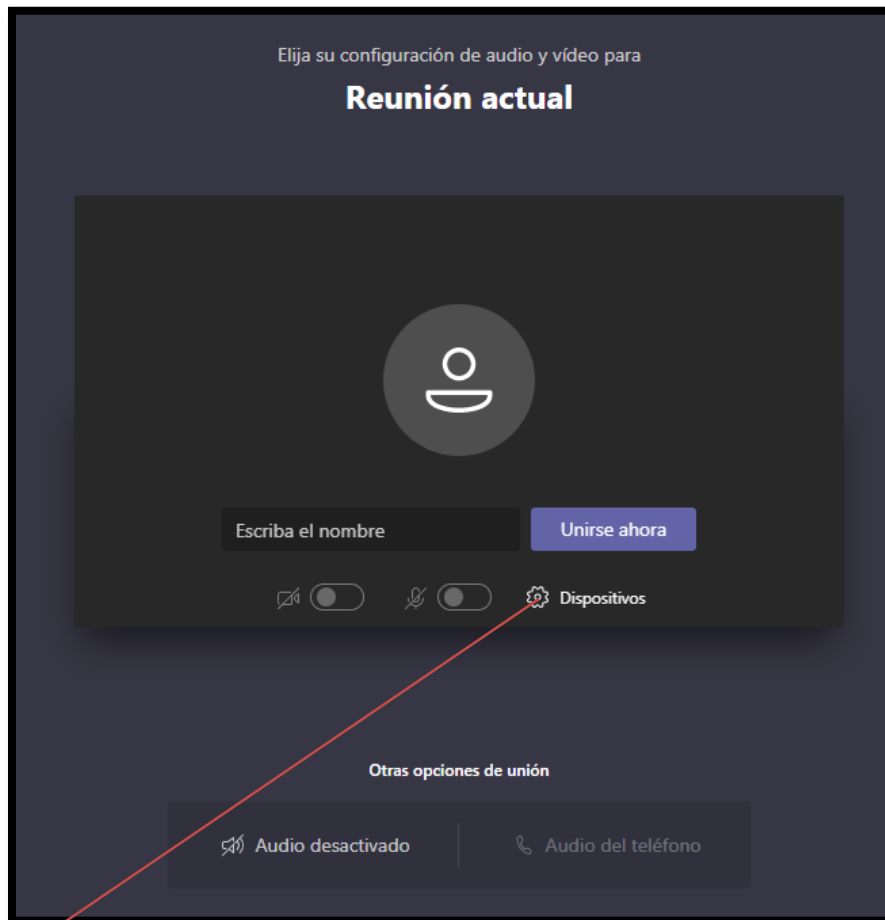 Elija su configuración de audio y vídeo para
Reunión actual
Escriba el nombre
Unirse ahora
Dispositivos
Otras opciones de unión
Audio desactivado
Audio del teléfono